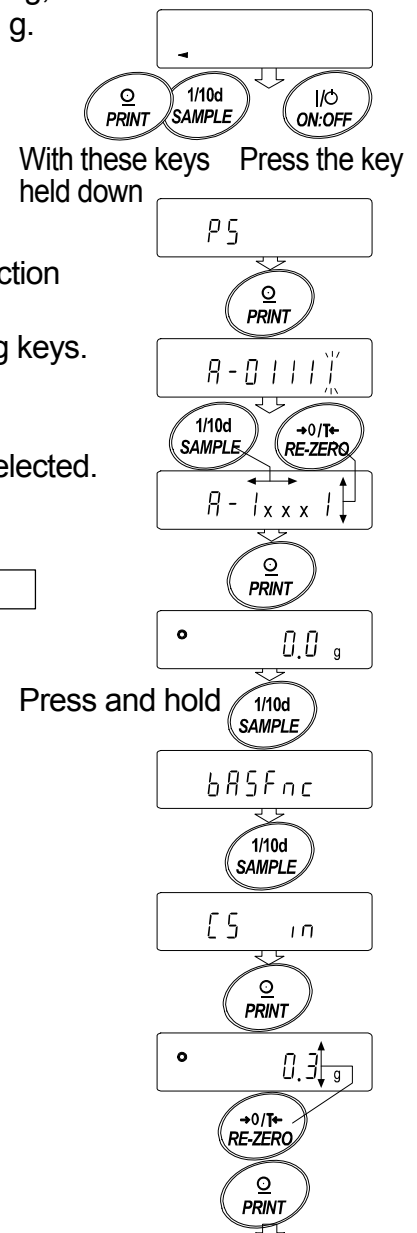 g.
PRINT
1/10d
SAMPLE
I/
ON:OFF
With these keys Press the key
held down
PS
ction
PRINT
g keys.
A-01111
1/10d
SAMPLE
→0/T←
RE-ZERO
elected.
A-1xxx1
PRINT
0.0 g
Press and hold
1/10d
SAMPLE
bASFnc
1/10d
SAMPLE
CS in
PRINT
0.3 g
→0/T←
RE-ZERO
PRINT